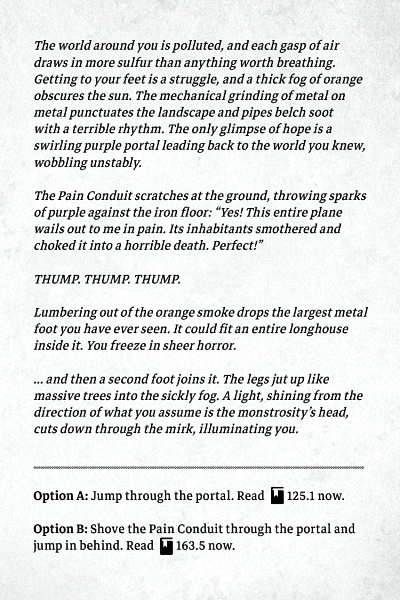 The world around you is polluted, and each gasp of air
draws in more sulfur than anything worth breathing.
Getting to your feet is a struggle, and a thick fog of orange
obscures the sun. The mechanical grinding of metal on
metal punctuates the landscape and pipes belch soot
with a terrible rhythm. The only glimpse of hope is a
swirling purple portal leading back to the world you knew,
wobbling unstably.
The Pain Conduit scratches at the ground, throwing sparks
of purple against the iron floor: “Yes! This entire plane
wails out to me in pain. Its inhabitants smothered and
choked it into a horrible death. Perfect!”
THUMP. THUMP. THUMP.
Lumbering out of the orange smoke drops the largest metal
foot you have ever seen. It could fit an entire longhouse
inside it. You freeze in sheer horror.
... and then a second foot joins it. The legs jut up like
massive trees into the sickly fog. A light, shining from the
direction of what you assume is the monstrosity’s head,
cuts down through the mirk, illuminating you.
Option A: Jump through the portal. Read 125.1 now.
Option B: Shove the Pain Conduit through the portal and
jump in behind. Read 163.5 now.